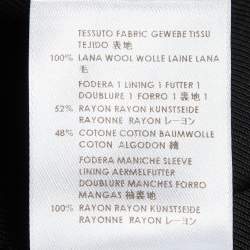 TESSUTO FABRIC GEWEBE TISSU
TEJIDO 表地
100% LANA WOOL WOLLE LAINE LANA
毛
FODERA 1 LINING 1 FUTTER 1
DOUBLURE 1 FORRO 1 裏地 1
52% RAYON RAYON KUNSTSEIDE
RAYONNE RAYON レーヨン
48% COTONE COTTON BAUMWOLLE
COTON ALGODON 綿
FODERA MANICHE SLEEVE
LINING AERMELFUTTER
DOUBLURE MANCHES FORRO
MANGAS 袖裏地
100% RAYON RAYON KUNSTSEIDE
RAYONNE RAYON レーヨン